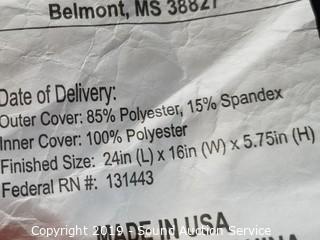 Belmont, MS 38827
Date of Delivery:
Outer Cover: 85% Polyester, 15% Spandex
Inner Cover: 100% Polyester
Finished Size: 24in (L) x 16in (W) x 5.75in (H)
Federal RN #: 131443
MADE IN USA
Copyright 2019 - Sound Auction Service